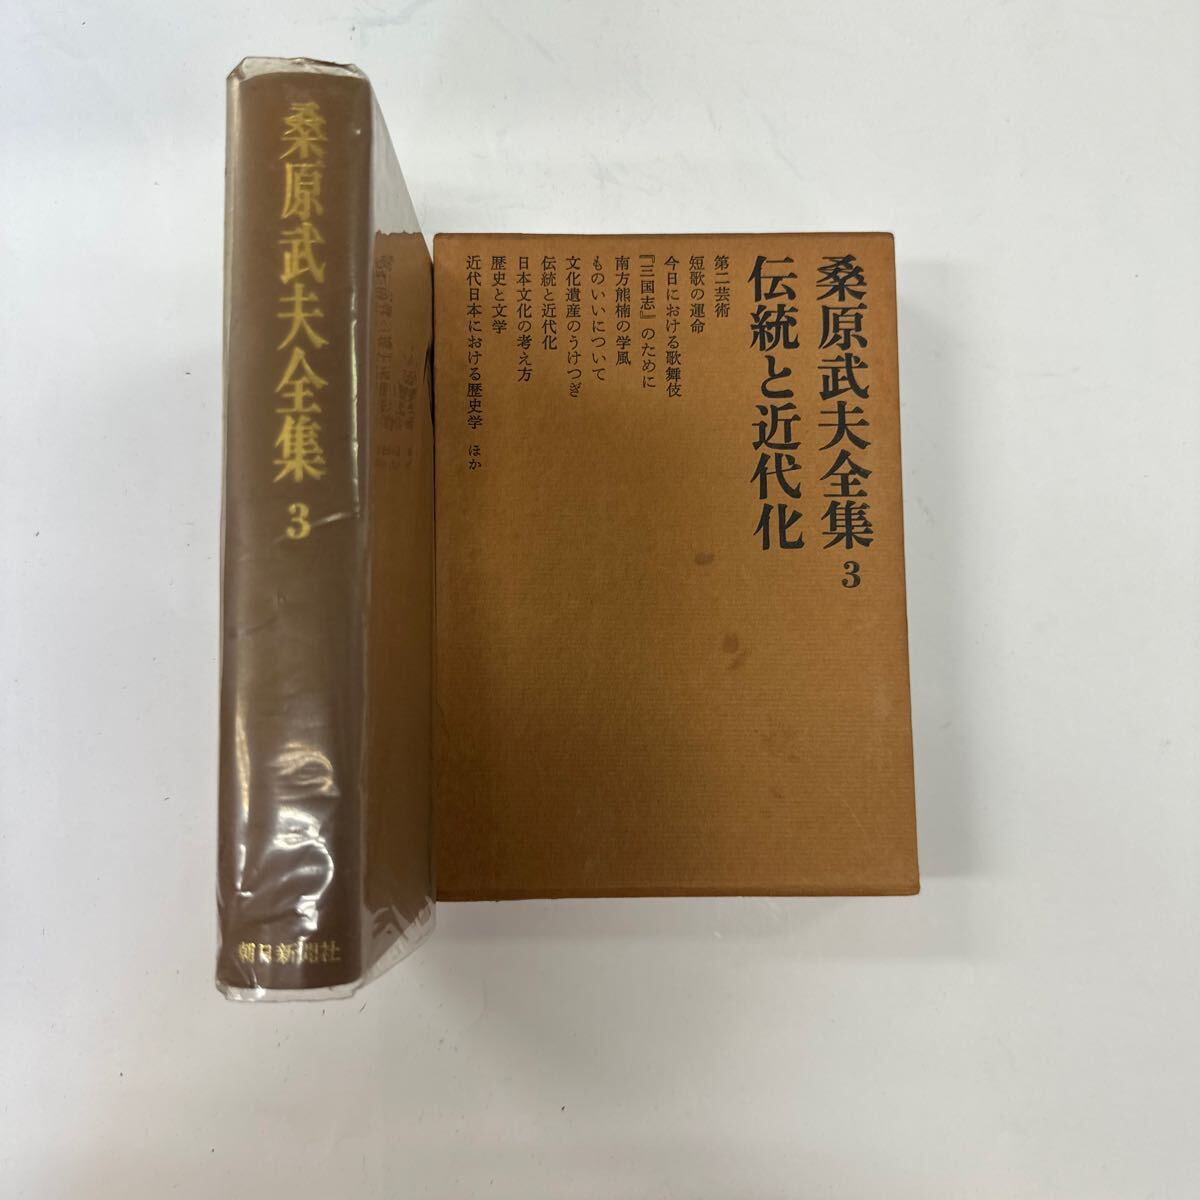 桑原武夫全集 3
朝日新聞社
桑原武夫全集 3
伝統と近代化
第二芸術
短歌の運命
今日における歌舞伎
『三国志』のために
南方熊楠の学風
ものいいについて
文化遺産のうけつぎ
伝統と近代化
日本文化の考え方
歴史と文学
近代日本における歴史学 ほか